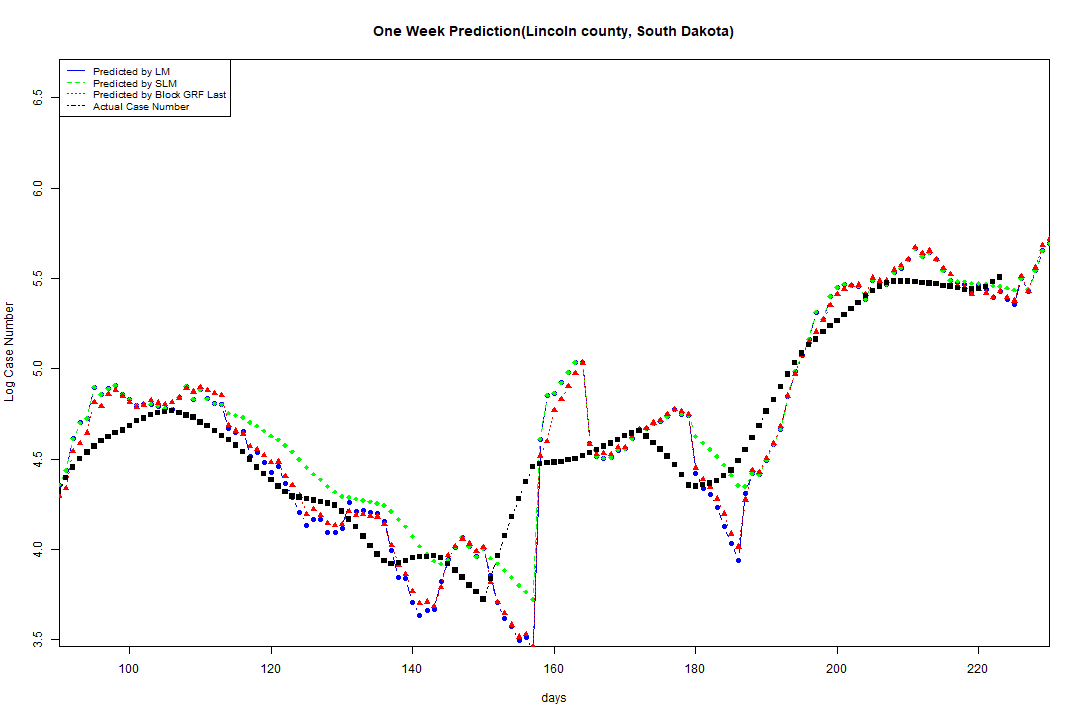 One Week Prediction(Lincoln county, South Dakota)
Predicted by LM
Predicted by SLM
Predicted by Block GRF Last
Actual Case Number
6.5
6.0
5.5
5.0
4.5
4.0
3.5
Log Case Number
100 120 140 160 180 200 220
days